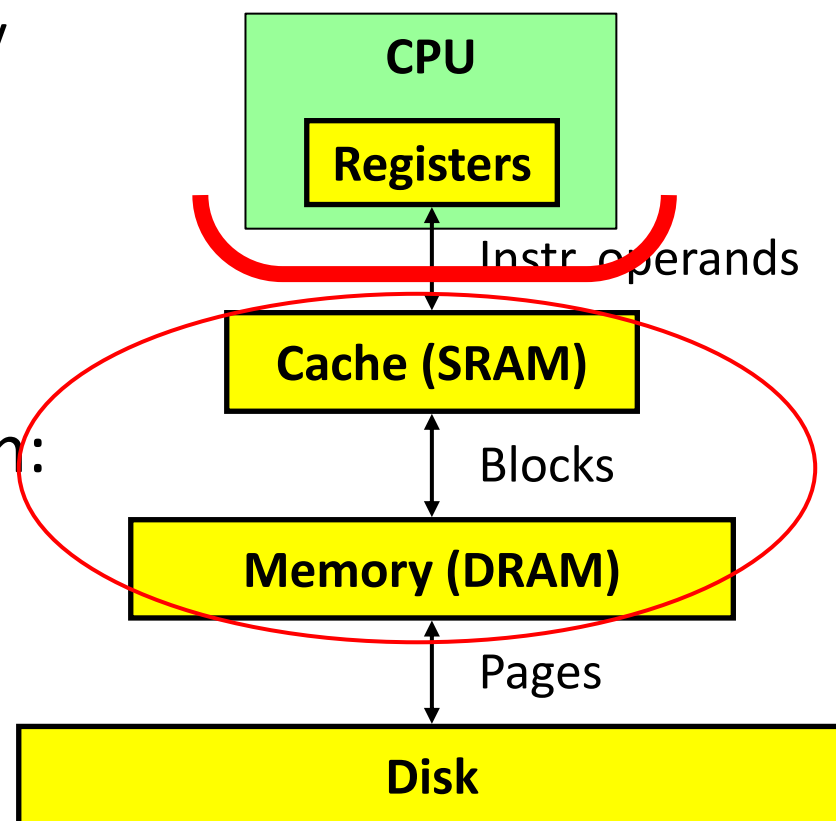 y
CPU
Registers
Instr. operands
Cache (SRAM)
n:
Blocks
Memory (DRAM)
Pages
Disk